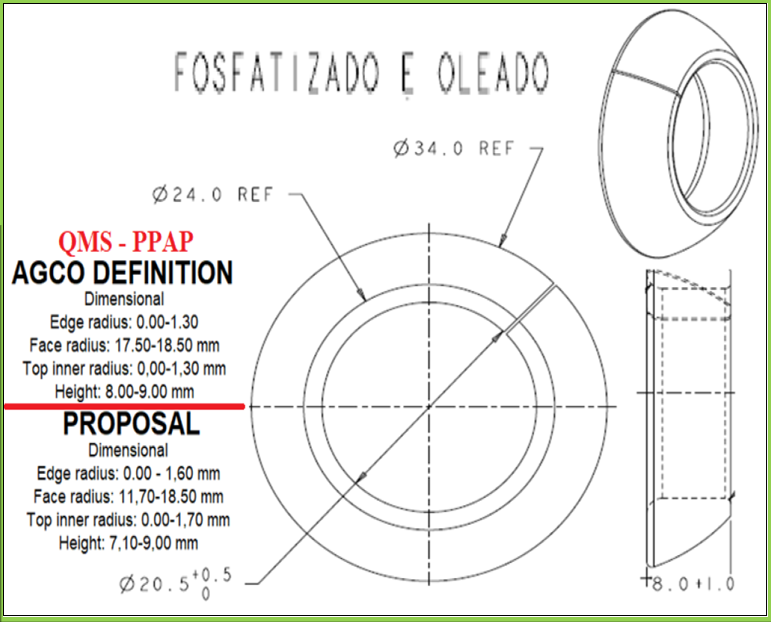 FOSFATIZADO E OLEADO
Ø34.0 REF
Ø24.0 REF
QMS - PPAP
AGCO DEFINITION
Dimensional
Edge radius: 0.00-1.30
Face radius: 17.50-18.50 mm
Top inner radius: 0,00-1,30 mm
Height: 8.00-9.00 mm
PROPOSAL
Dimensional
Edge radius: 0.00 - 1,60 mm
Face radius: 11,70-18.50 mm
Top inner radius: 0.00-1,70 mm
Height: 7,10-9,00 mm
Ø20.5 +0.5
0
8.0 +1.0